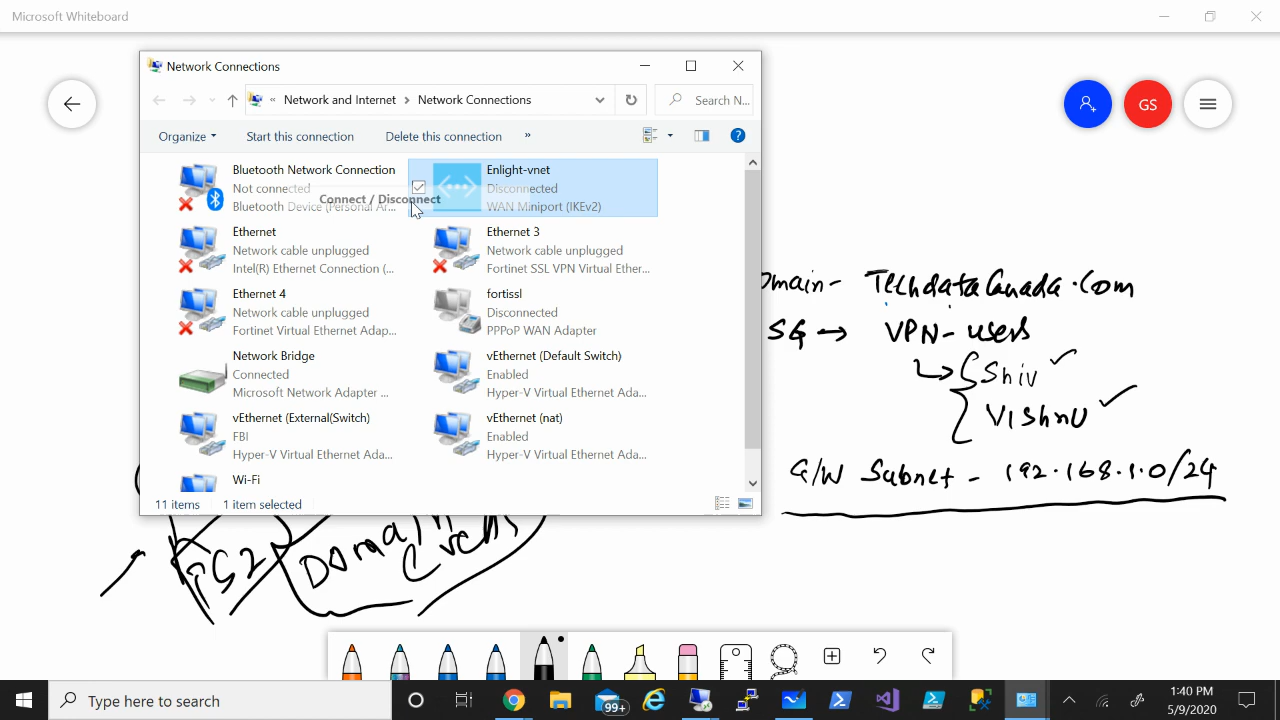 Microsoft Whiteboard
Network Connections
« Network and Internet › Network Connections
Search N...
GS
Organize
Start this connection
Delete this connection
»
Bluetooth Network Connection
Not connected
Bluetooth Device (Personal Ar...
Connect / Disconnect
Enlight-vnet
Disconnected
WAN Miniport (IKEv2)
Ethernet
Network cable unplugged
Intel(R) Ethernet Connection (...
Ethernet 3
Network cable unplugged
Fortinet SSL VPN Virtual Ether...
Ethernet 4
Network cable unplugged
Fortinet Virtual Ethernet Adap...
fortissl
Disconnected
PPPoP WAN Adapter
Network Bridge
Connected
Microsoft Network Adapter ...
vEthernet (Default Switch)
Enabled
Hyper-V Virtual Ethernet Ada...
vEthernet (External(Switch)
FBI
Hyper-V Virtual Ethernet Ada...
vEthernet (nat)
Enabled
Hyper-V Virtual Ethernet Ada...
Wi-Fi
11 items
1 item selected
omain - TechdataCanada.Com
SG → VPN-users
Shiv
VIShnU
G/W Subnet - 192.168.1.0/24
Domain
Type here to search
99+
1:40 PM
5/9/2020